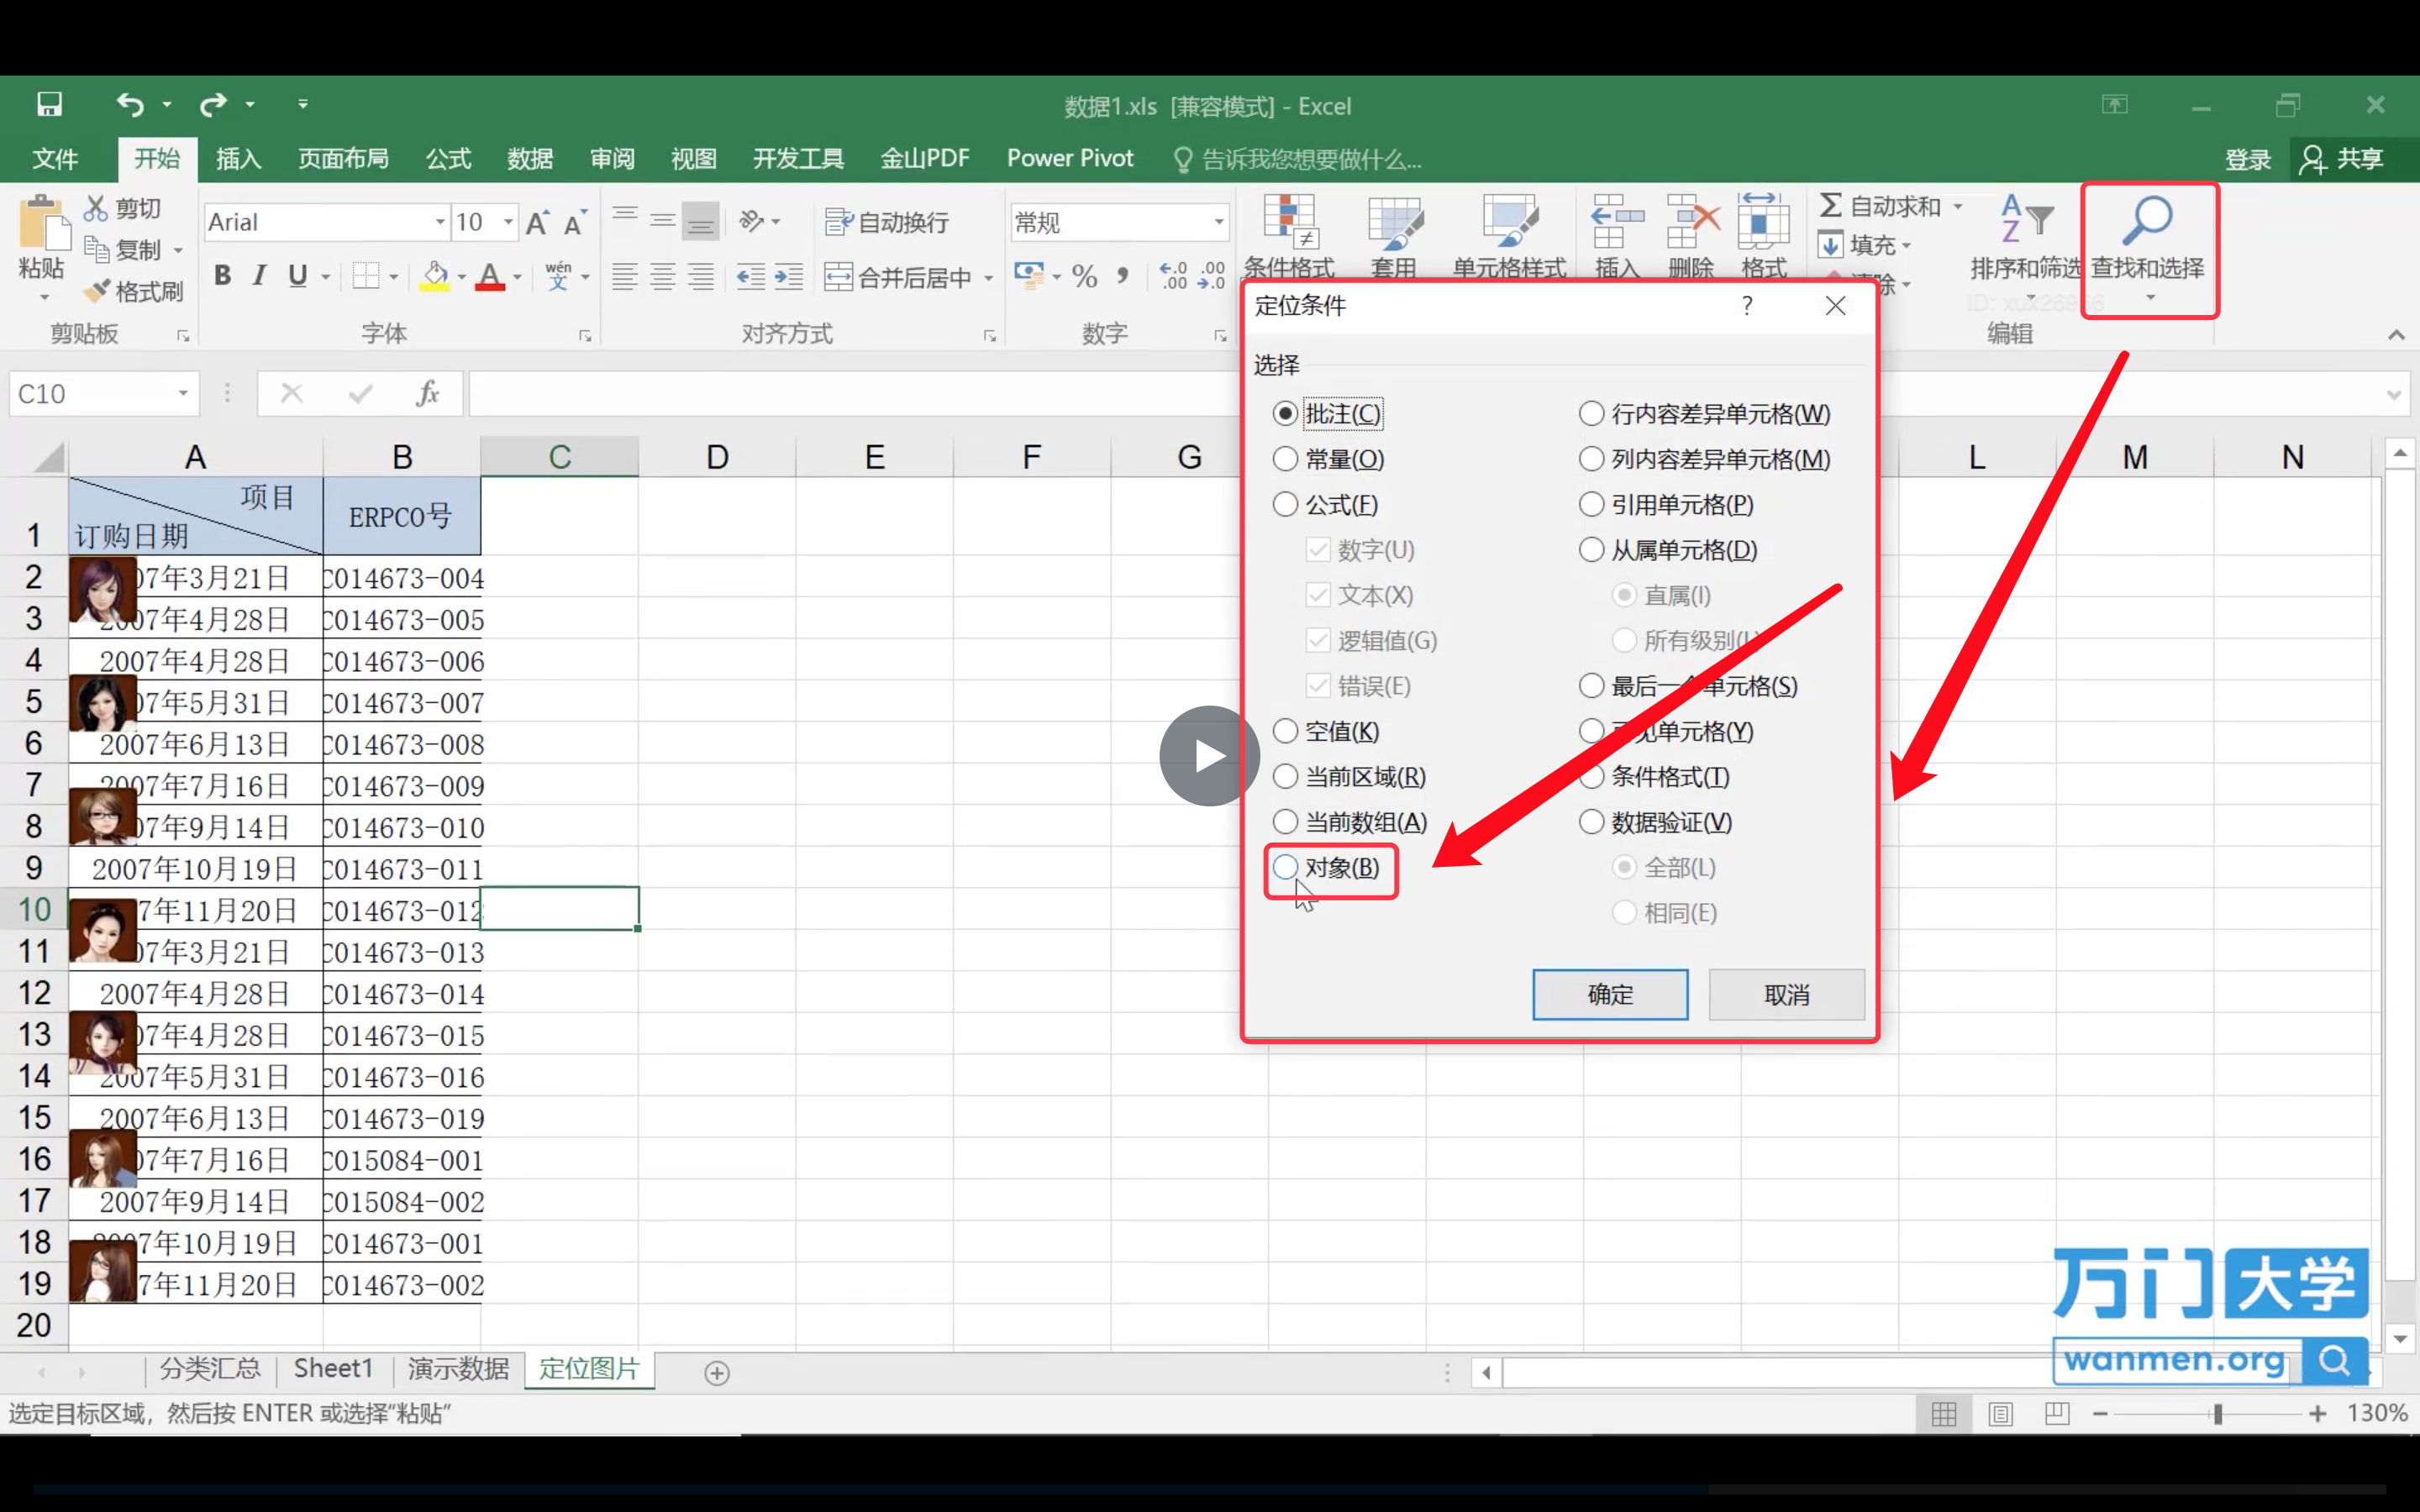 数据1.xls [兼容模式] - Excel
文件 开始 插入 页面布局 公式 数据 审阅 视图 开发工具 金山PDF Power Pivot 告诉我您想要做什么... 登录 共享
剪切 Arial 10 自动换行 常规 自动求和
粘贴 复制 条件格式 套用 单元格样式 插入 删除 格式 填充 排序和筛选 查找和选择
格式刷 B I U wén 文 合并后居中 % 除
剪贴板 字体 对齐方式 数字 编辑
C10 fx
定位条件 ?
选择
批注(C) 行内容差异单元格(W)
常量(O) 列内容差异单元格(M)
公式(F) 引用单元格(P)
数字(U) 从属单元格(D)
文本(X) 直属(I)
逻辑值(G) 所有级别(L)
错误(E) 最后一个单元格(S)
空值(K) 可见单元格(Y)
当前区域(R) 条件格式(T)
当前数组(A) 数据验证(V)
对象(B) 全部(L)
相同(E)
确定 取消
A B C D E F G L M N
1 项目 订购日期 ERPCO号
2 07年3月21日 C014673-004
3 2007年4月28日 C014673-005
4 2007年4月28日 C014673-006
5 07年5月31日 C014673-007
6 2007年6月13日 C014673-008
7 2007年7月16日 C014673-009
8 07年9月14日 C014673-010
9 2007年10月19日 C014673-011
10 7年11月20日 C014673-012
11 07年3月21日 C014673-013
12 2007年4月28日 C014673-014
13 07年4月28日 C014673-015
14 2007年5月31日 C014673-016
15 2007年6月13日 C014673-019
16 07年7月16日 C015084-001
17 2007年9月14日 C015084-002
18 2007年10月19日 C014673-001
19 7年11月20日 C014673-002
20
万门大学
wanmen.org
分类汇总 Sheet1 演示数据 定位图片
选定目标区域，然后按 ENTER 或选择“粘贴” 130%